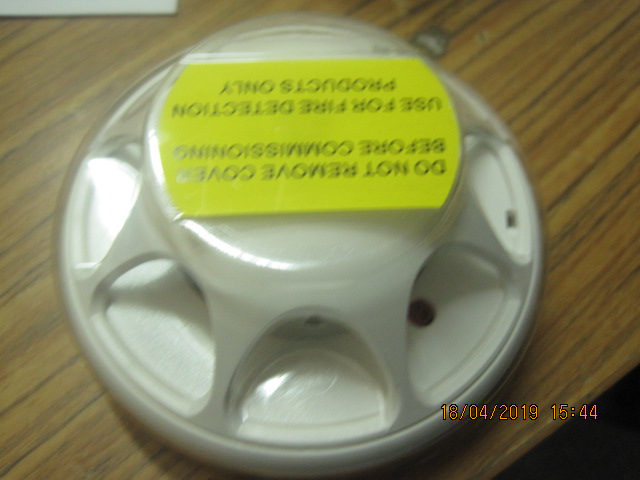 DO NOT REMOVE COVER
BEFORE COMMISSIONING
USE FOR FIRE DETECTION
PRODUCTS ONLY
18/04/2019 15:44